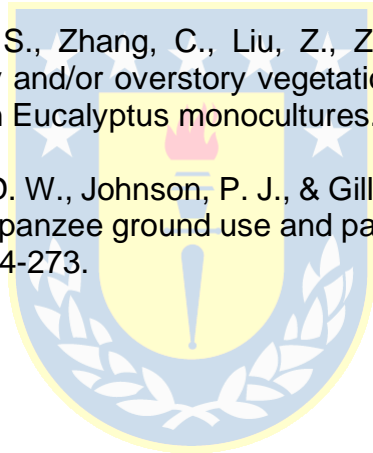 S., Zhang, C., Liu, Z., Z
and/or overstory vegetatio
Eucalyptus monocultures.
W., Johnson, P. J., & Gill
panzee ground use and pa
4-273.